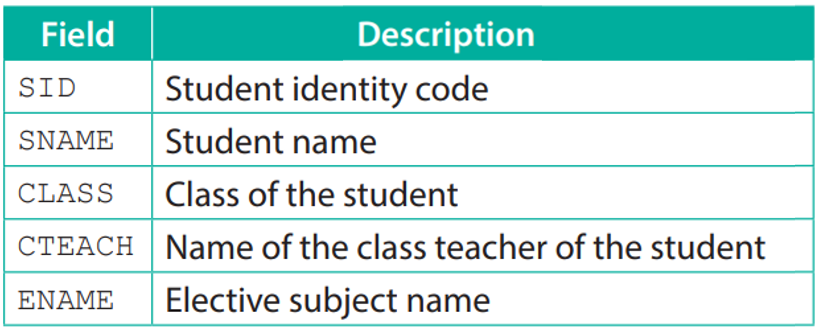 Field Description
SID Student identity code
SNAME Student name
CLASS Class of the student
CTEACH Name of the class teacher of the student
ENAME Elective subject name